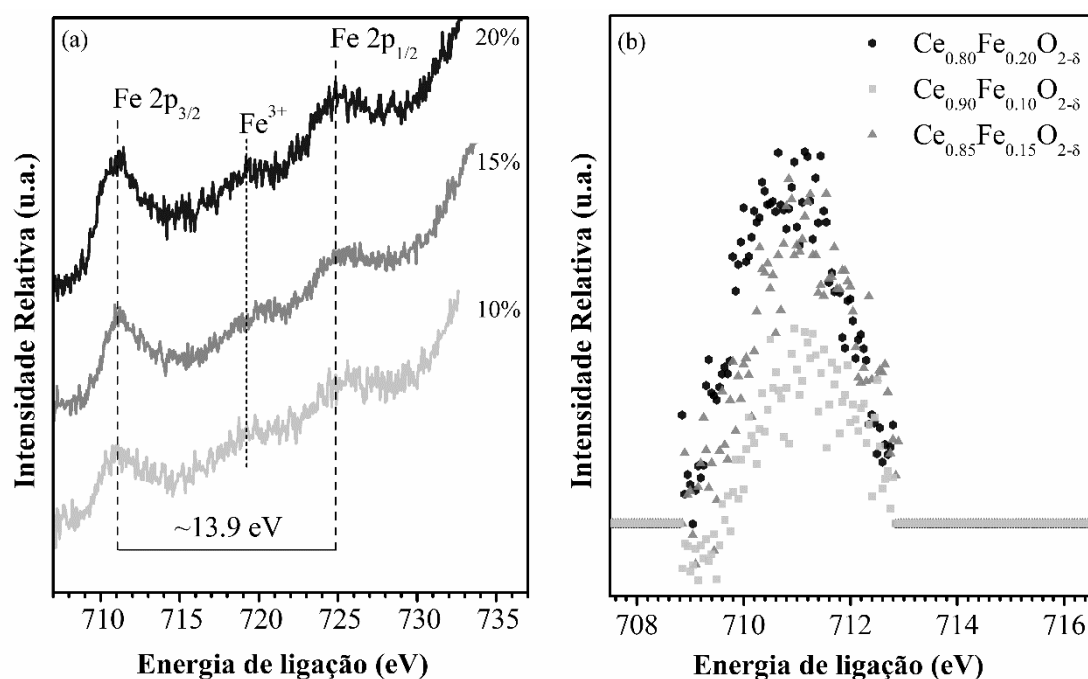 (a)
20%
Fe 2p1/2
Fe 2p3/2
Fe3+
15%
10%
~13.9 eV
Intensidade Relativa (u.a.)
710 715 720 725 730 735
Energia de ligação (eV)
(b)
Ce0.80Fe0.20O2-δ
Ce0.90Fe0.10O2-δ
Ce0.85Fe0.15O2-δ
Intensidade Relativa (u.a.)
708 710 712 714 716
Energia de ligação (eV)